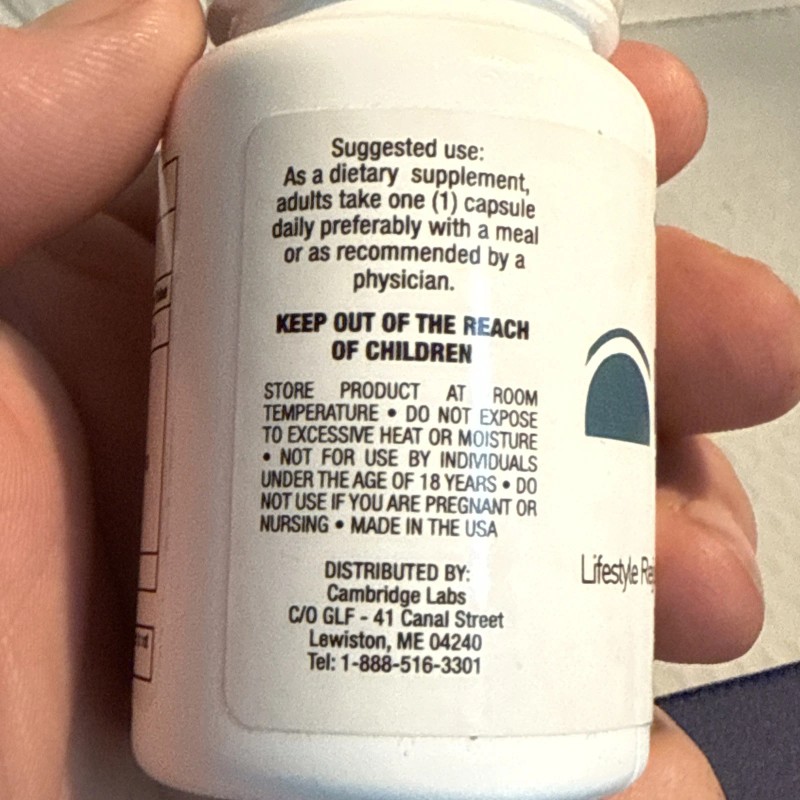 Suggested use:
As a dietary supplement,
adults take one (1) capsule
daily preferably with a meal
or as recommended by a
physician.
KEEP OUT OF THE REACH
OF CHILDREN
STORE PRODUCT AT ROOM
TEMPERATURE • DO NOT EXPOSE
TO EXCESSIVE HEAT OR MOISTURE
• NOT FOR USE BY INDIVIDUALS
UNDER THE AGE OF 18 YEARS • DO
NOT USE IF YOU ARE PREGNANT OR
NURSING • MADE IN THE USA
DISTRIBUTED BY:
Cambridge Labs
C/O GLF - 41 Canal Street
Lewiston, ME 04240
Tel: 1-888-516-3301
Lifestyle